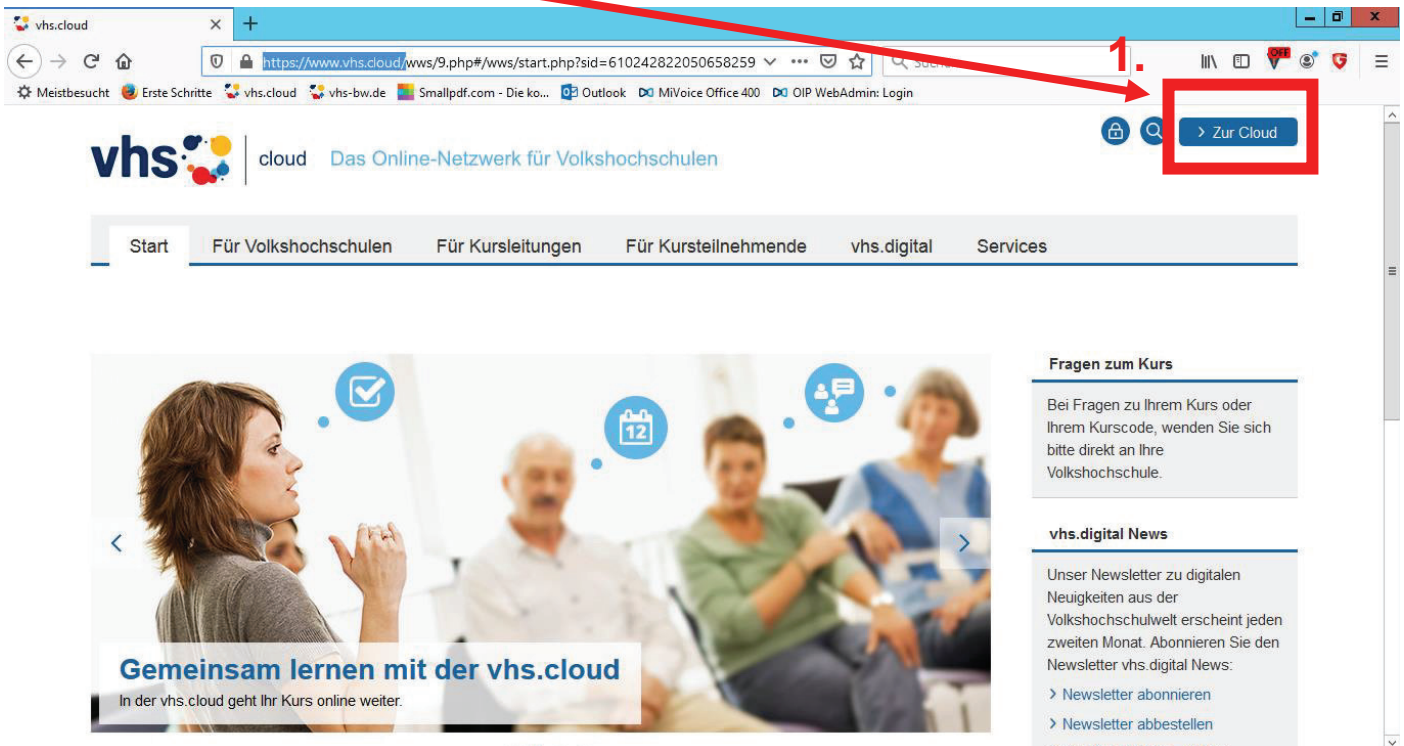 vhs.cloud
1.
https://www.vhs.cloud/wws/9.php#/wws/start.php?sid=610242822050658259
OFF
Meistbesucht Erste Schritte vhs.cloud vhs-bw.de Smallpdf.com - Die ko... Outlook MiVoice Office 400 OIP WebAdmin: Login
vhs cloud Das Online-Netzwerk für Volkshochschulen
> Zur Cloud
Start Für Volkshochschulen Für Kursleitungen Für Kursteilnehmende vhs.digital Services
12
Gemeinsam lernen mit der vhs.cloud
In der vhs.cloud geht Ihr Kurs online weiter.
Fragen zum Kurs
Bei Fragen zu Ihrem Kurs oder
Ihrem Kurscode, wenden Sie sich
bitte direkt an Ihre
Volkshochschule.
vhs.digital News
Unser Newsletter zu digitalen
Neuigkeiten aus der
Volkshochschulwelt erscheint jeden
zweiten Monat. Abonnieren Sie den
Newsletter vhs.digital News:
> Newsletter abonnieren
> Newsletter abbestellen